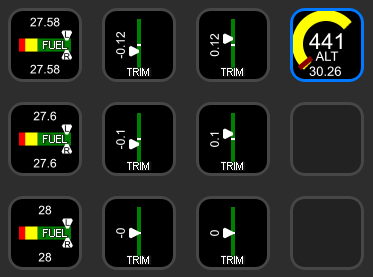 27.58
L
FUEL
R
27.58
-0.12
TRIM
0.12
TRIM
441
ALT
30.26
27.6
L
FUEL
R
27.6
-0.1
TRIM
0.1
TRIM
28
L
FUEL
R
28
-0
TRIM
0
TRIM